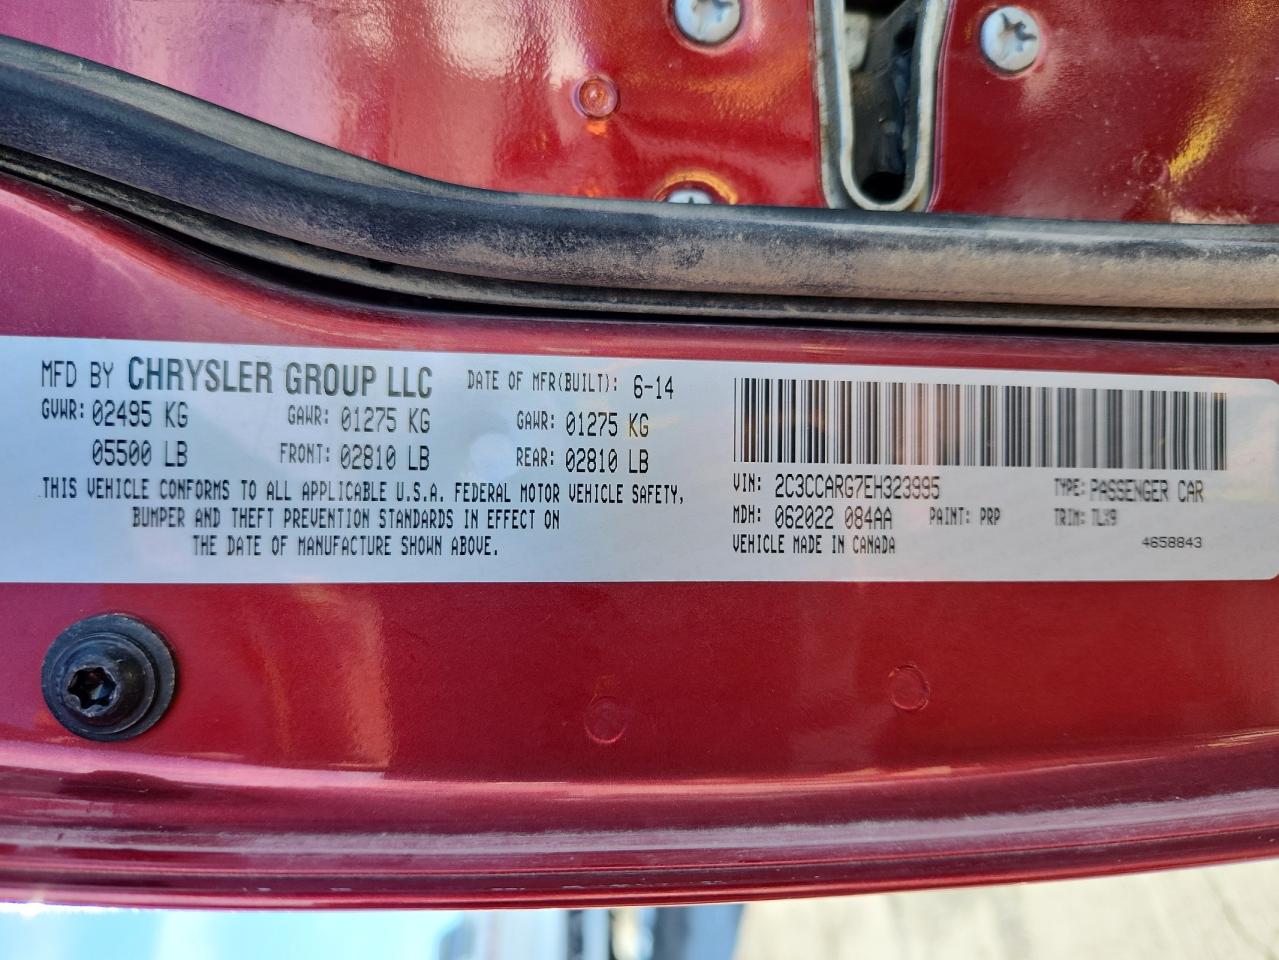 MFD BY CHRYSLER GROUP LLC DATE OF MFR(BUILT): 6-14
GVWR: 02495 KG GAWR: 01275 KG GAWR: 01275 KG
05500 LB FRONT: 02810 LB REAR: 02810 LB
THIS VEHICLE CONFORMS TO ALL APPLICABLE U.S.A. FEDERAL MOTOR VEHICLE SAFETY,
BUMPER AND THEFT PREVENTION STANDARDS IN EFFECT ON
THE DATE OF MANUFACTURE SHOWN ABOVE.
VIN: 2C3CCARG7EH323995 TYPE: PASSENGER CAR
MDH: 062022 084AA PAINT: PRP TRIM: TLX9
VEHICLE MADE IN CANADA 4658843